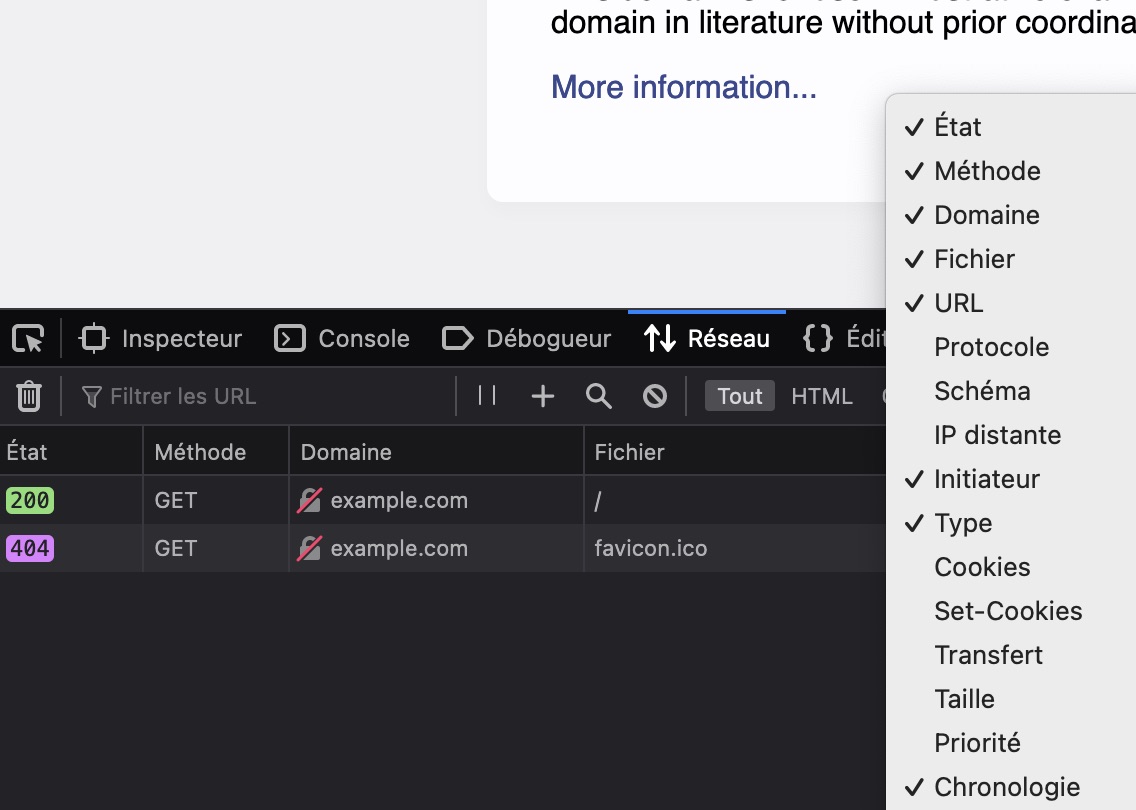 domain in literature without prior
More information...
État
Méthode
Domaine
Fichier
URL
Protocole
Schéma
IP distante
Initiateur
Type
Cookies
Set-Cookies
Transfert
Taille
Priorité
Chronologie
Inspecteur Console Débogueur Réseau
Filtrer les URL Tout HTML
État Méthode Domaine Fichier
200 GET example.com /
404 GET example.com favicon.ico